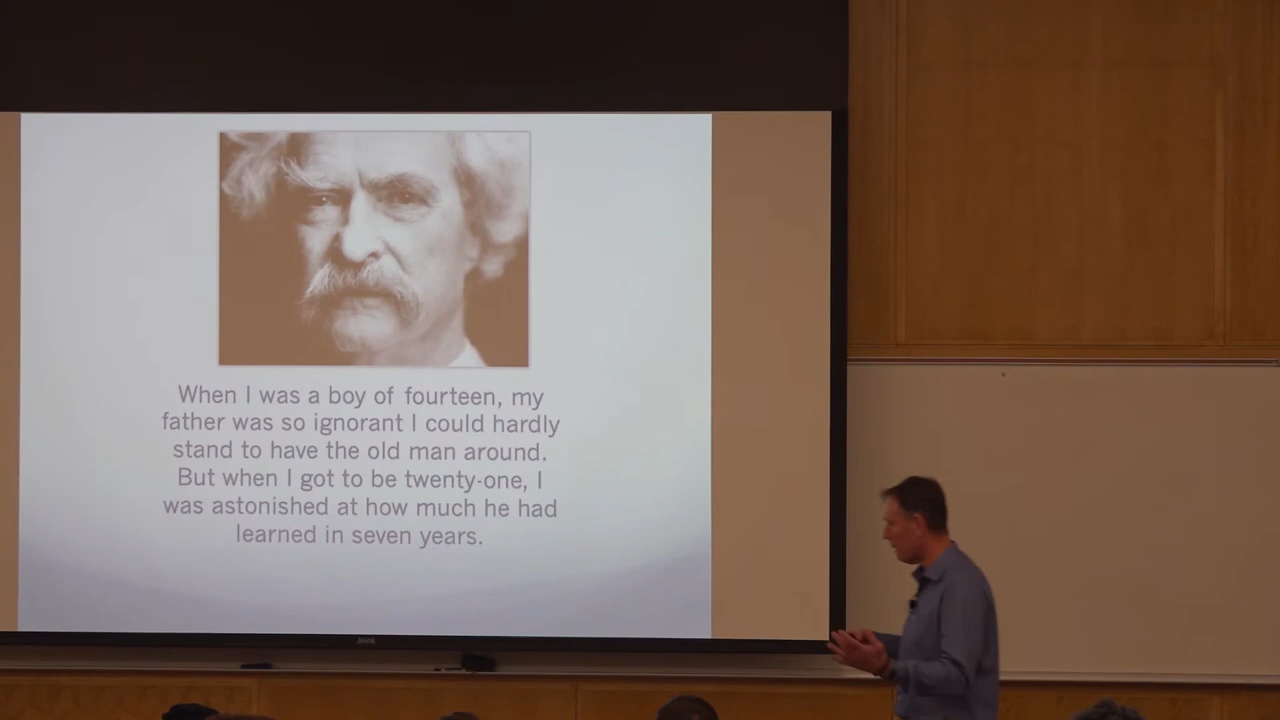 When I was a boy of fourteen, my
father was so ignorant I could hardly
stand to have the old man around.
But when I got to be twenty-one, I
was astonished at how much he had
learned in seven years.